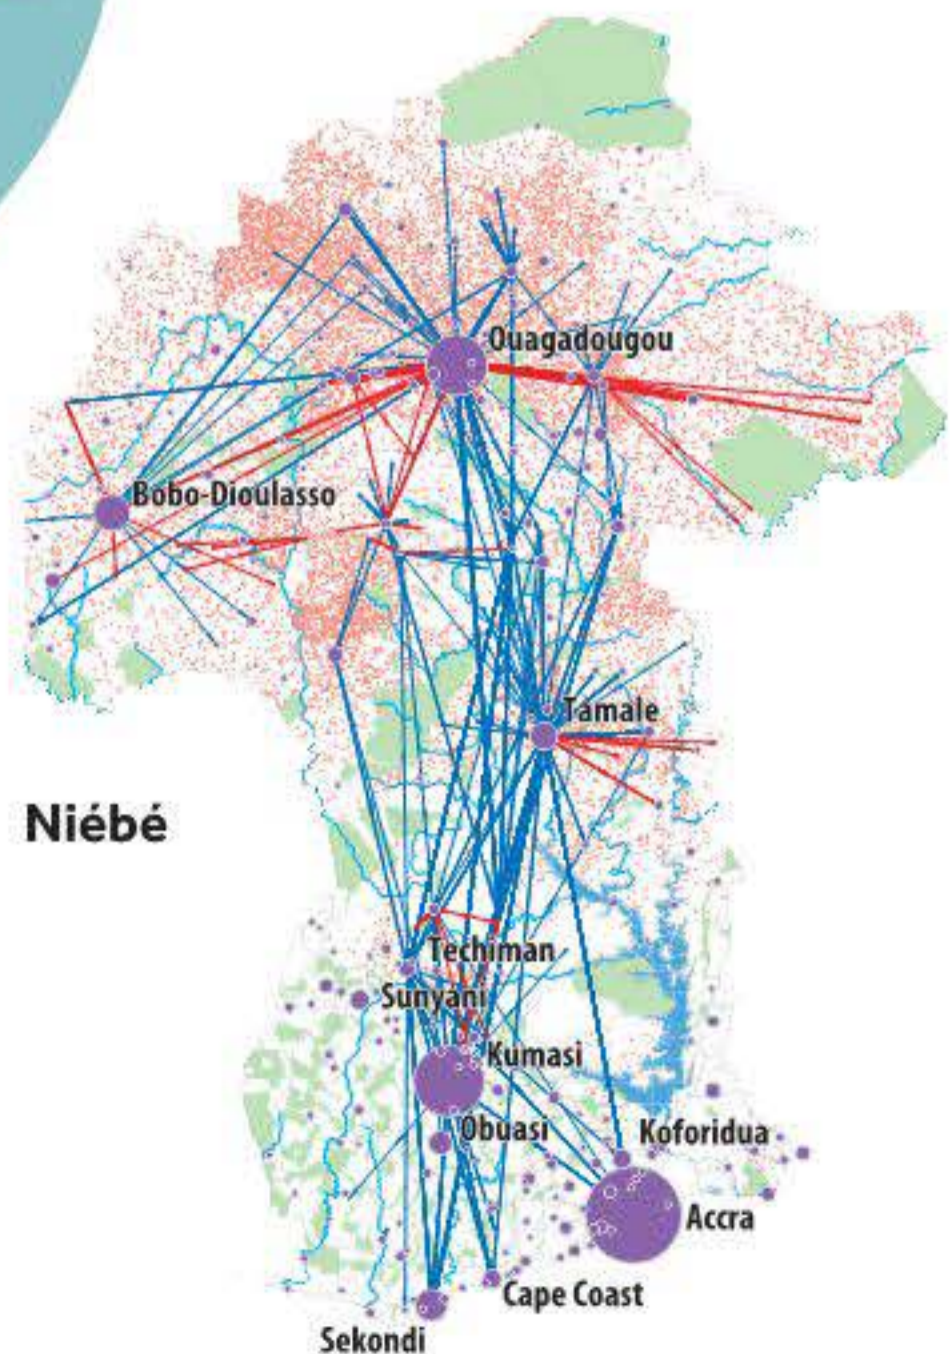 Ouagadougou
Bobo-Dioulasso
Tamale
Niébé
Techiman
Sunyani
Kumasi
Obuasi
Koforidua
Accra
Cape Coast
Sekondi